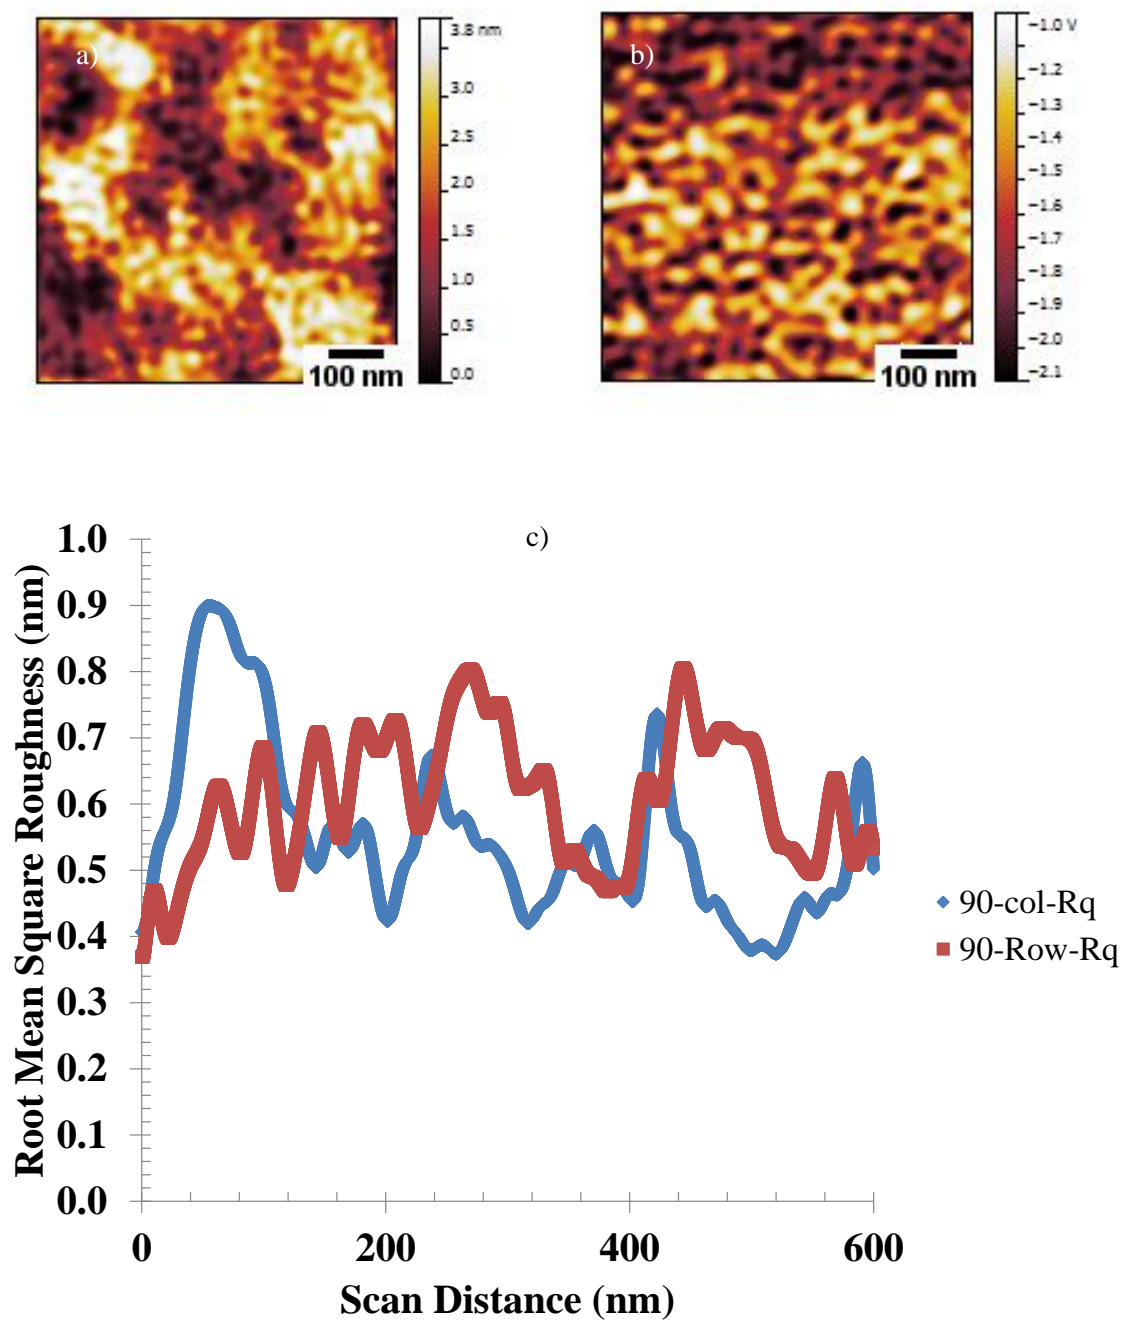 a)
3.8 nm
3.0
2.5
2.0
1.5
1.0
0.5
0.0
100 nm
b)
−1.0 V
−1.2
−1.3
−1.4
−1.5
−1.6
−1.7
−1.8
−1.9
−2.0
−2.1
100 nm
c)
Root Mean Square Roughness (nm)
1.0
0.9
0.8
0.7
0.6
0.5
0.4
0.3
0.2
0.1
0.0
0 200 400 600
Scan Distance (nm)
90-col-Rq
90-Row-Rq